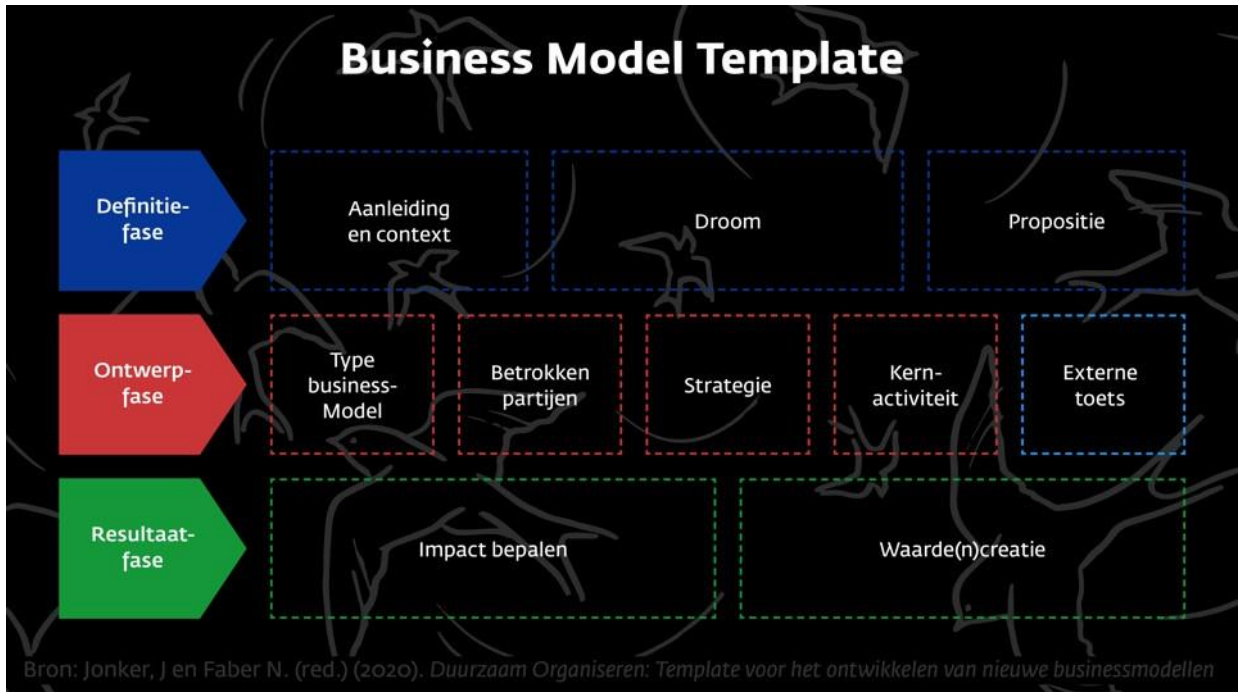 Business Model Template
Definitie-
fase
Aanleiding
en context
Droom
Propositie
Ontwerp-
fase
Type
business-
Model
Betrokken
partijen
Strategie
Kern-
activiteit
Externe
toets
Resultaat-
fase
Impact bepalen
Waarde(n)creatie
Bron: Jonker, J en Faber N. (red.) (2020). Duurzaam Organiseren: Template voor het ontwikkelen van nieuwe businessmodellen